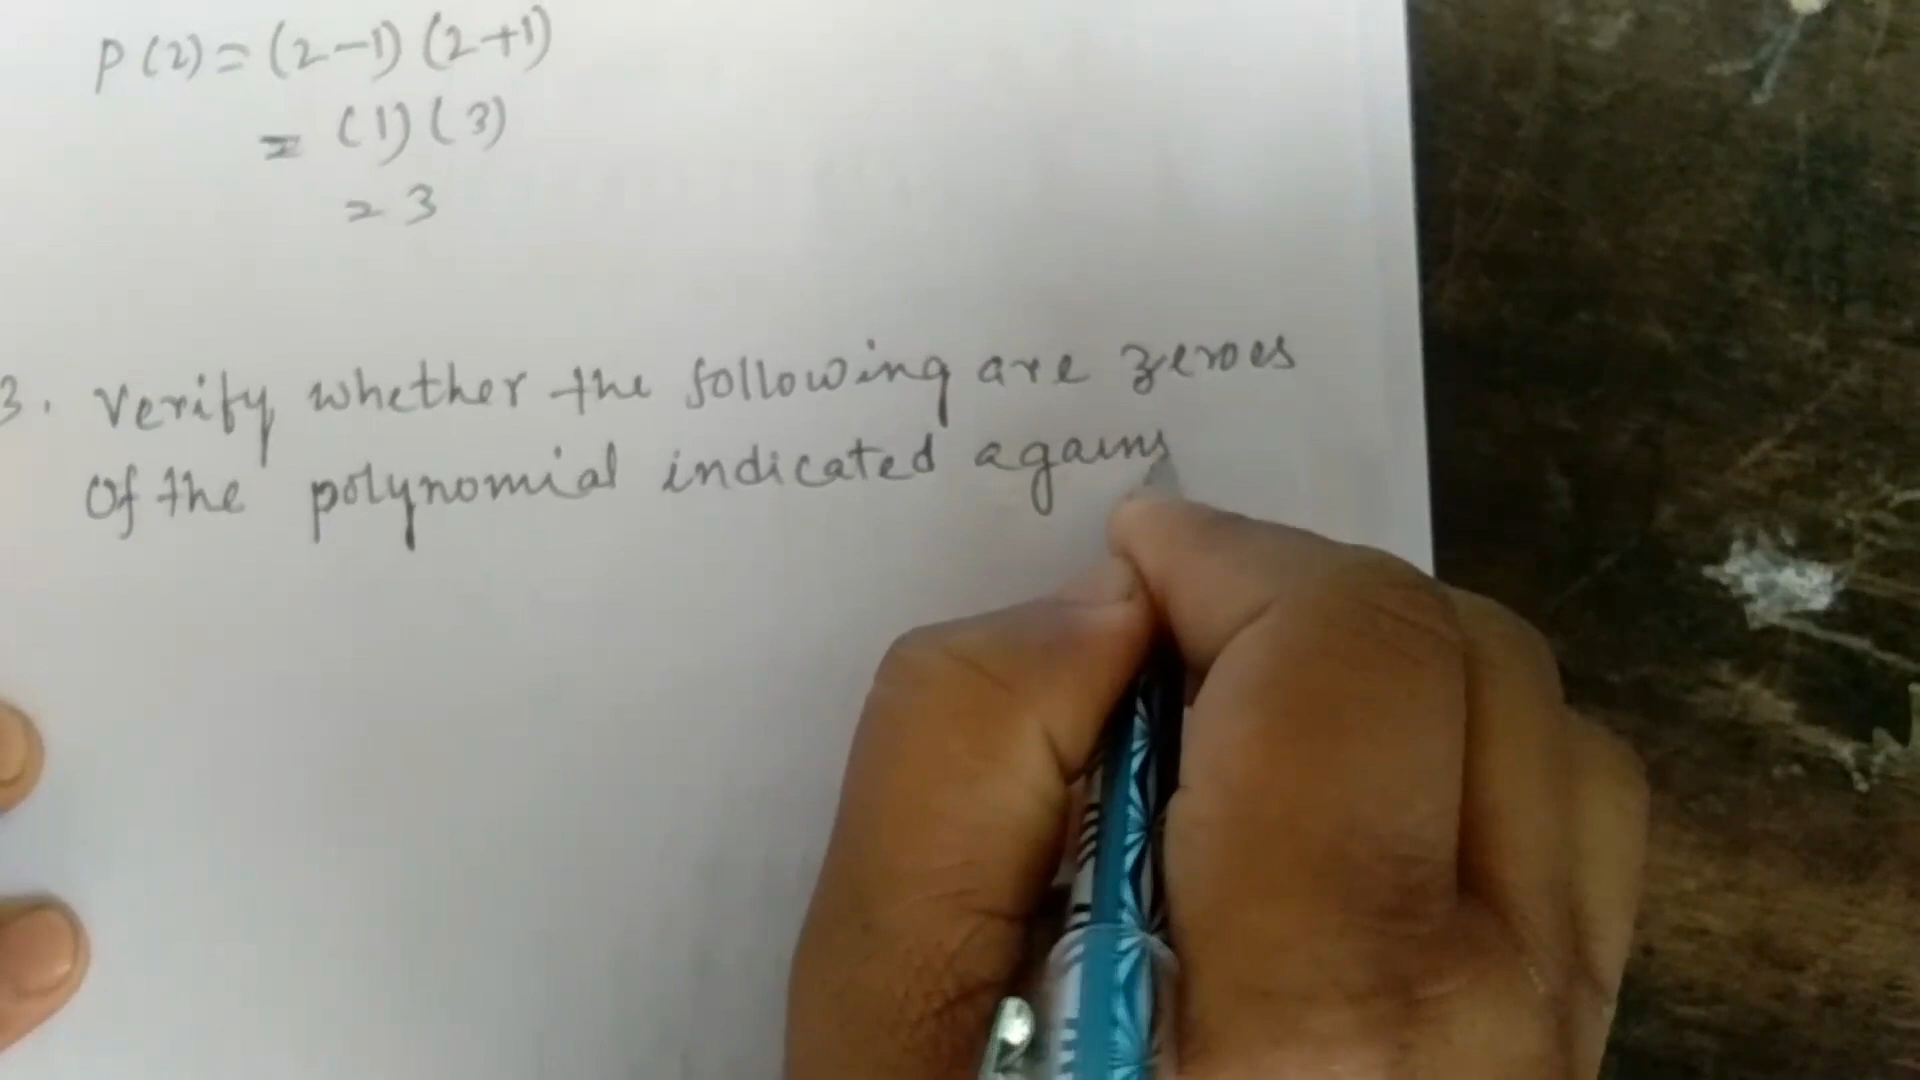 P(2) = (2-1) (2+1)
= (1) (3)
= 3
3. Verify whether the following are zeroes
Of the polynomial indicated agains